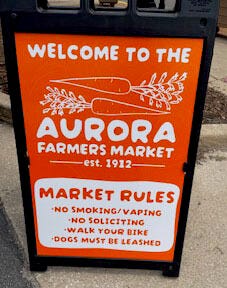 WELCOME TO THE
AURORA
FARMERS MARKET
est. 1912
MARKET RULES
·NO SMOKING/VAPING
·NO SOLICITING
·WALK YOUR BIKE
·DOGS MUST BE LEASHED